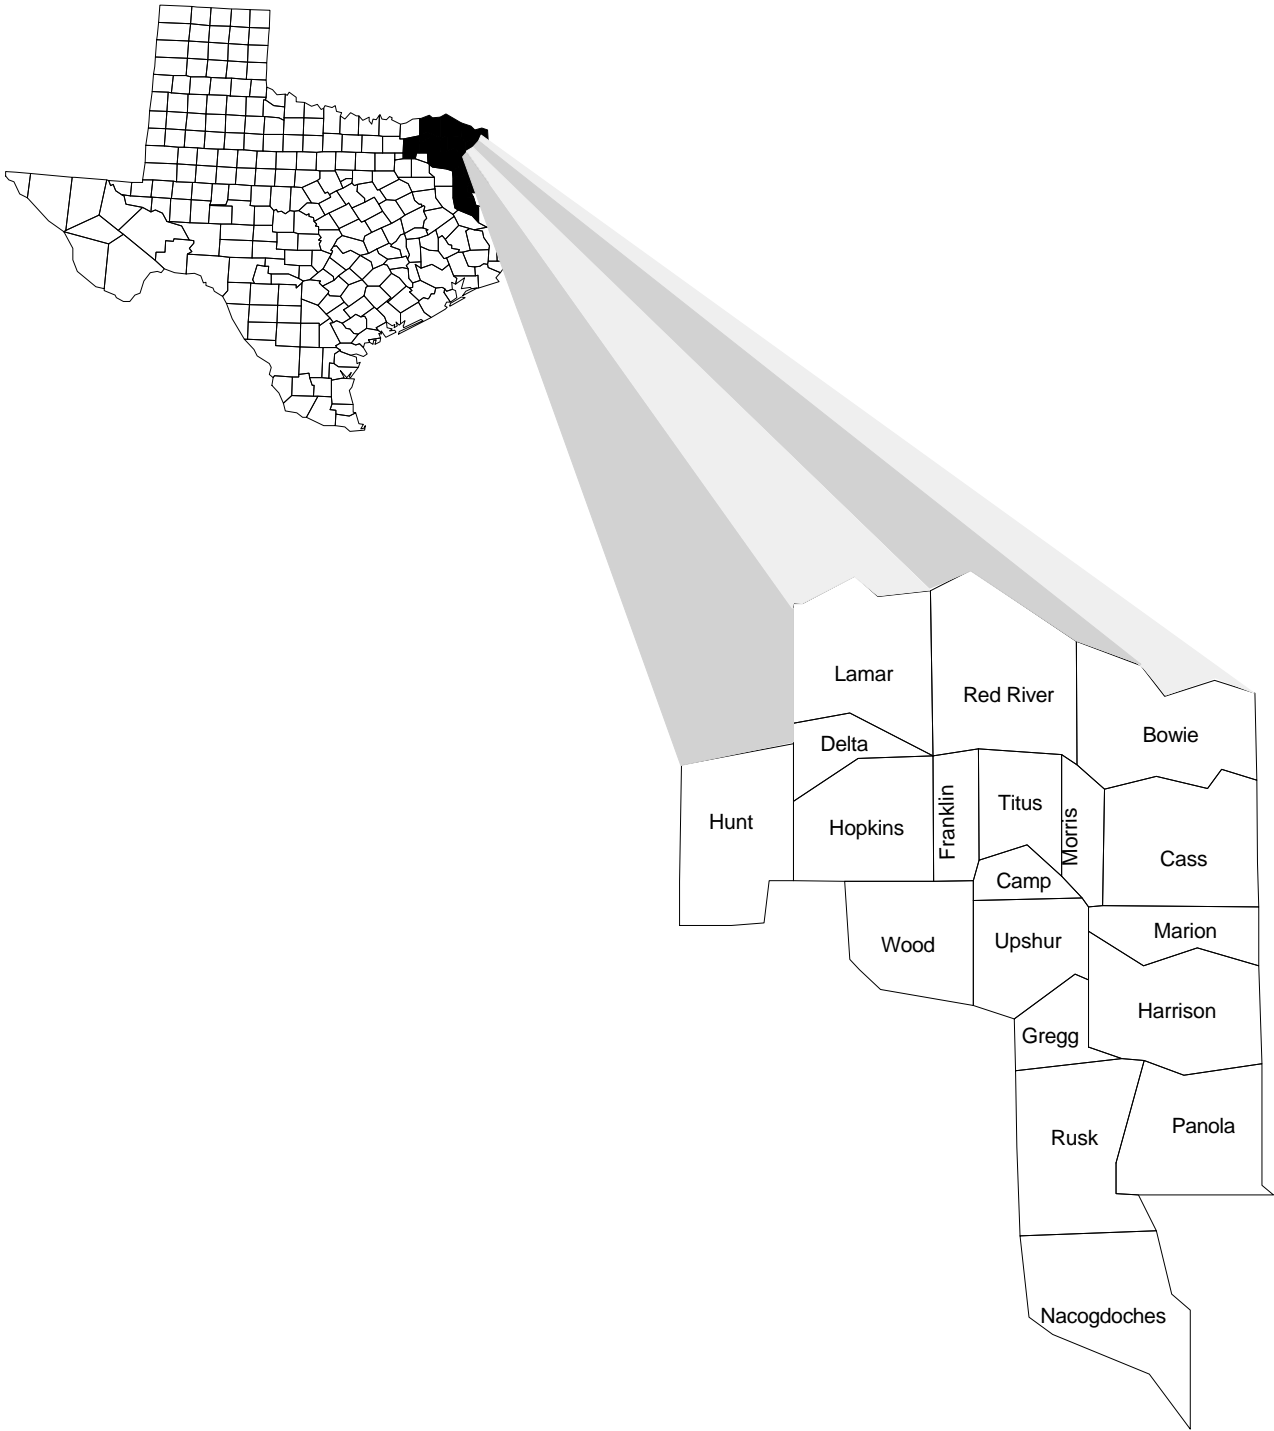 Lamar
Red River
Bowie
Delta
Hunt
Hopkins
Franklin
Titus
Morris
Cass
Camp
Wood
Upshur
Marion
Harrison
Gregg
Rusk
Panola
Nacogdoches